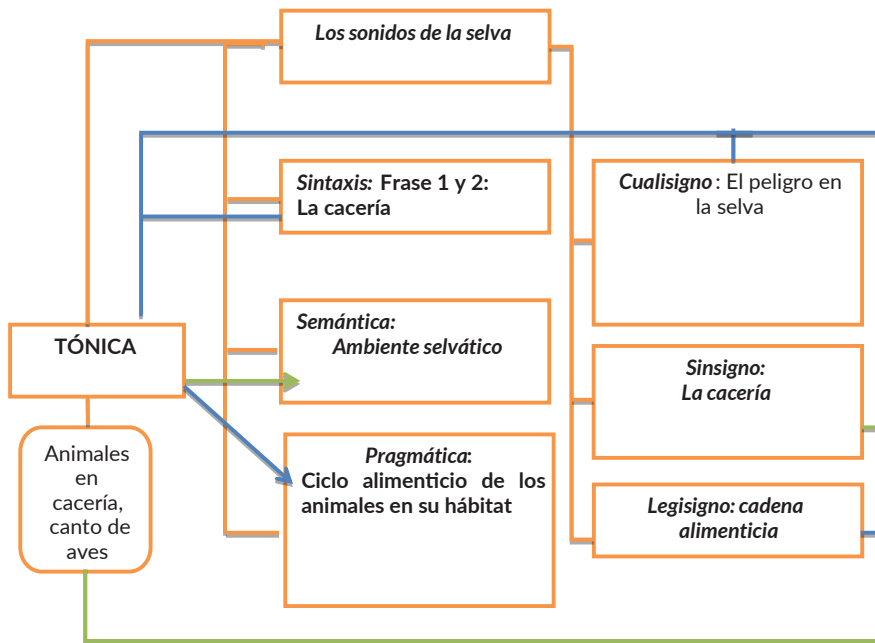 Los sonidos de la selva
Sintaxis: Frase 1 y 2:
La cacería
Cualisigno : El peligro en
la selva
Semántica:
Ambiente selvático
TÓNICA
Sinsigno:
La cacería
Animales
en
cacería,
canto de
aves
Pragmática:
Ciclo alimenticio de los
animales en su hábitat
Legisigno: cadena
alimenticia